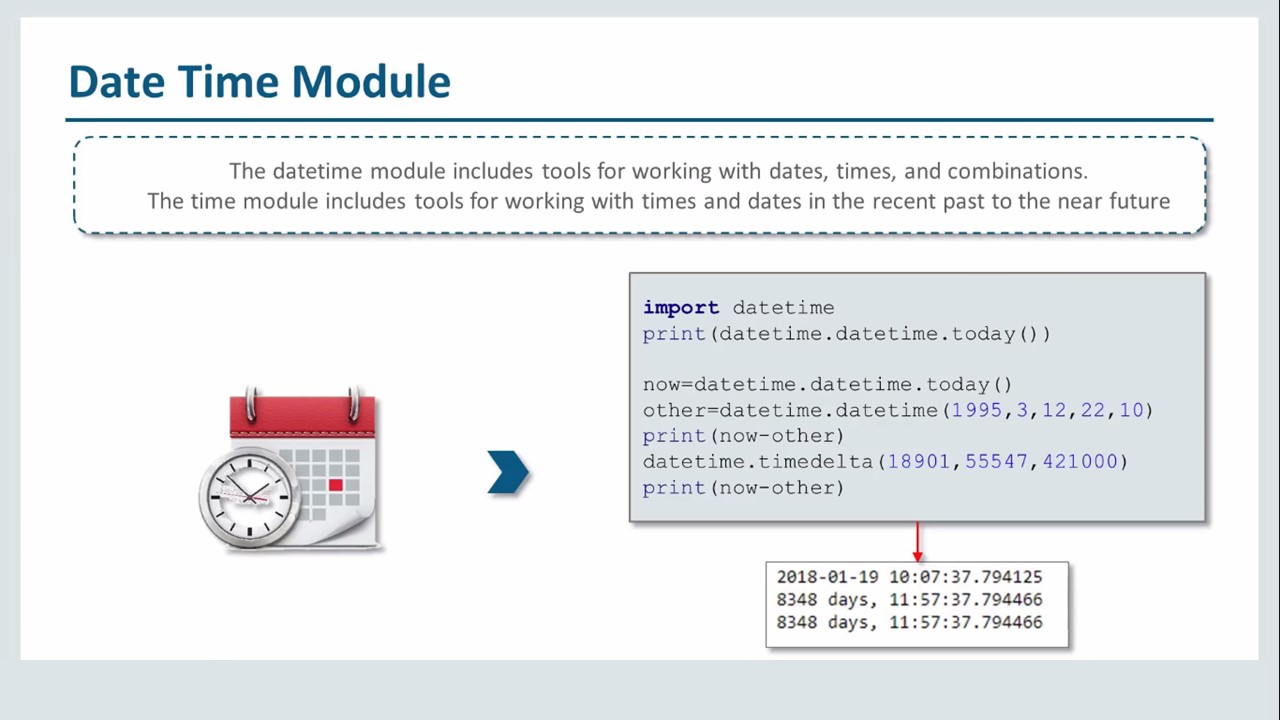 Date Time Module
The datetime module includes tools for working with dates, times, and combinations.
The time module includes tools for working with times and dates in the recent past to the near future
import datetime
print(datetime.datetime.today())
now=datetime.datetime.today()
other=datetime.datetime(1995,3,12,22,10)
print(now-other)
datetime.timedelta(18901,55547,421000)
print(now-other)
2018-01-19 10:07:37.794125
8348 days, 11:57:37.794466
8348 days, 11:57:37.794466